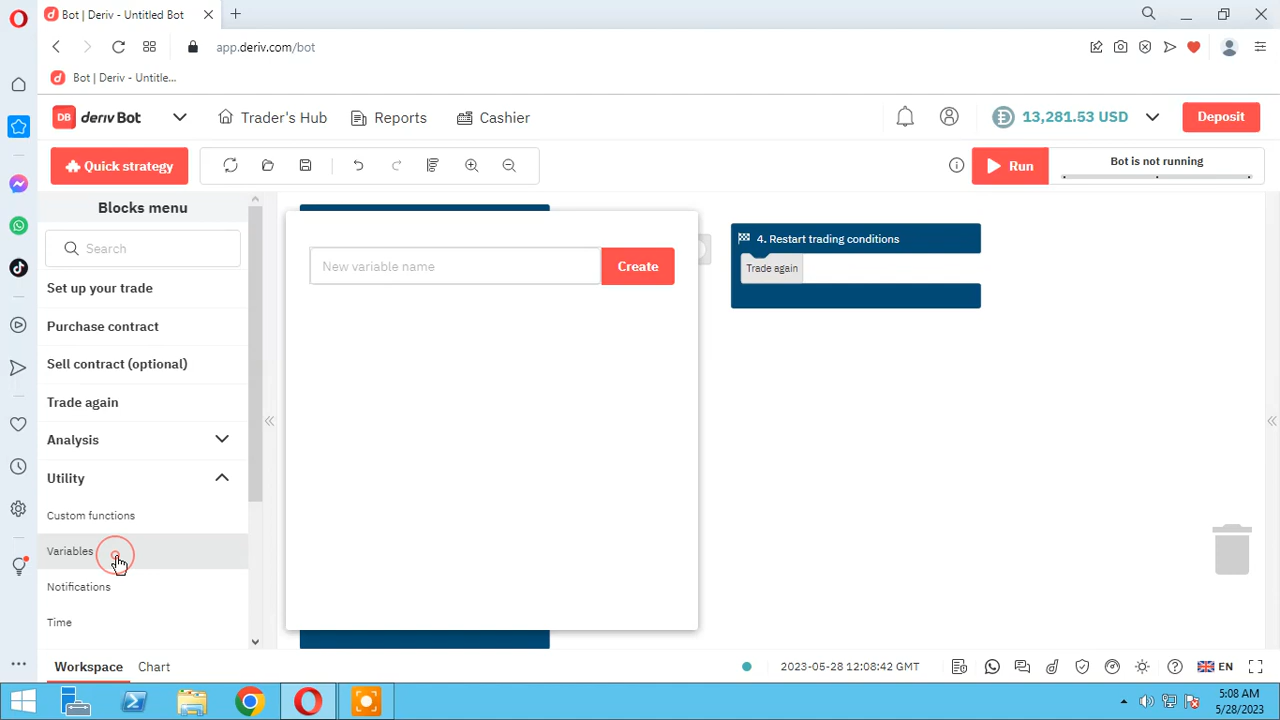 Bot | Deriv - Untitled Bot
app.deriv.com/bot
Bot | Deriv - Untitle...
DB deriv Bot
Trader's Hub
Reports
Cashier
13,281.53 USD
Deposit
Quick strategy
Run
Bot is not running
Blocks menu
Search
Set up your trade
Purchase contract
Sell contract (optional)
Trade again
Analysis
Utility
Custom functions
Variables
Notifications
Time
New variable name
Create
4. Restart trading conditions
Trade again
Workspace
Chart
2023-05-28 12:08:42 GMT
EN
5:08 AM
5/28/2023